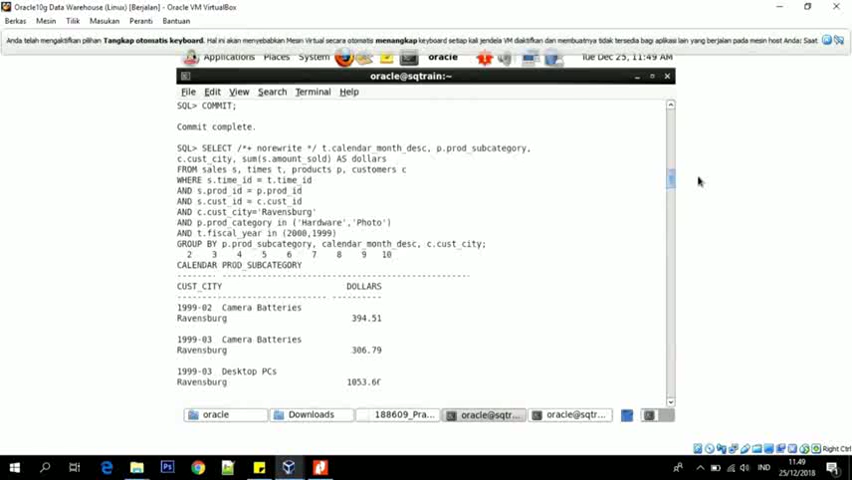 Oracle10g Data Warehouse (Linux) [Berjalan] - Oracle VM VirtualBox
Berkas Mesin Tilik Masukan Peranti Bantuan
Anda telah mengaktifkan pilihan Tangkap otomatis keyboard. Hal ini akan menyebabkan Mesin Virtual secara otomatis menangkap keyboard setiap kali jendela VM diaktifkan dan membuatnya tidak tersedia bagi aplikasi lain yang berjalan pada mesin host Anda: Saat
Applications Places System oracle Tue Dec 25, 11:49 AM
oracle@sqtrain:~
File Edit View Search Terminal Help
SQL> COMMIT;
Commit complete.
SQL> SELECT /*+ norewrite */ t.calendar_month_desc, p.prod_subcategory,
c.cust_city, sum(s.amount_sold) AS dollars
FROM sales s, times t, products p, customers c
WHERE s.time_id = t.time_id
AND s.prod_id = p.prod_id
AND s.cust_id = c.cust_id
AND c.cust_city='Ravensburg'
AND p.prod_category in ('Hardware','Photo')
AND t.fiscal_year in (2000,1999)
GROUP BY p.prod_subcategory, calendar_month_desc, c.cust_city;
2 3 4 5 6 7 8 9 10
CALENDAR PROD_SUBCATEGORY
-------- --------------------------------------------------
CUST_CITY DOLLARS
------------------------------ ----------
1999-02 Camera Batteries
Ravensburg 394.51
1999-03 Camera Batteries
Ravensburg 306.79
1999-03 Desktop PCs
Ravensburg 1053.66
oracle Downloads 188609_Pra... oracle@sqtr... oracle@sqtr...
Right Ctrl
IND 11.49
25/12/2018